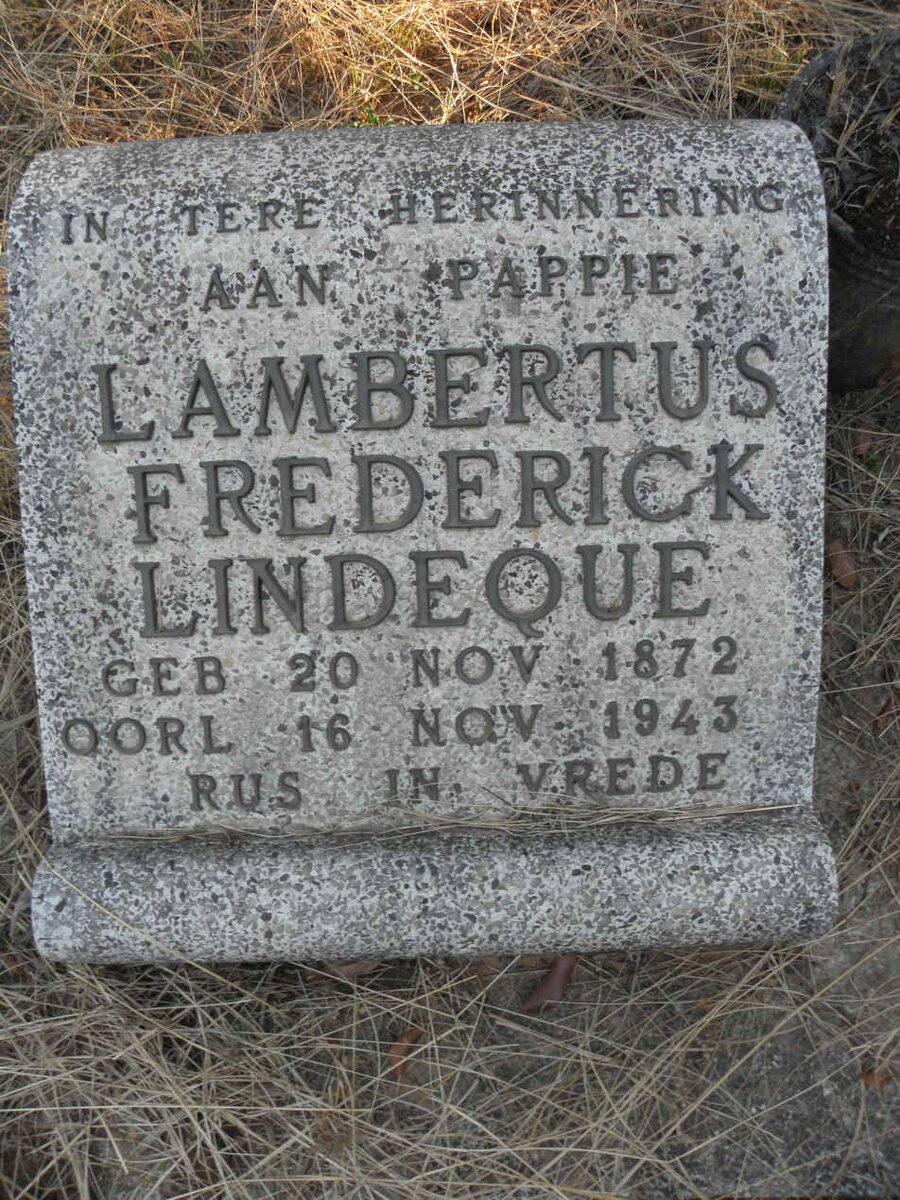 IN TERE HERINNERING
AAN PAPPIE
LAMBERTUS
FREDERICK
LINDEQUE
GEB 20 NOV 1872
OORL 16 NOV 1943
RUS IN VREDE